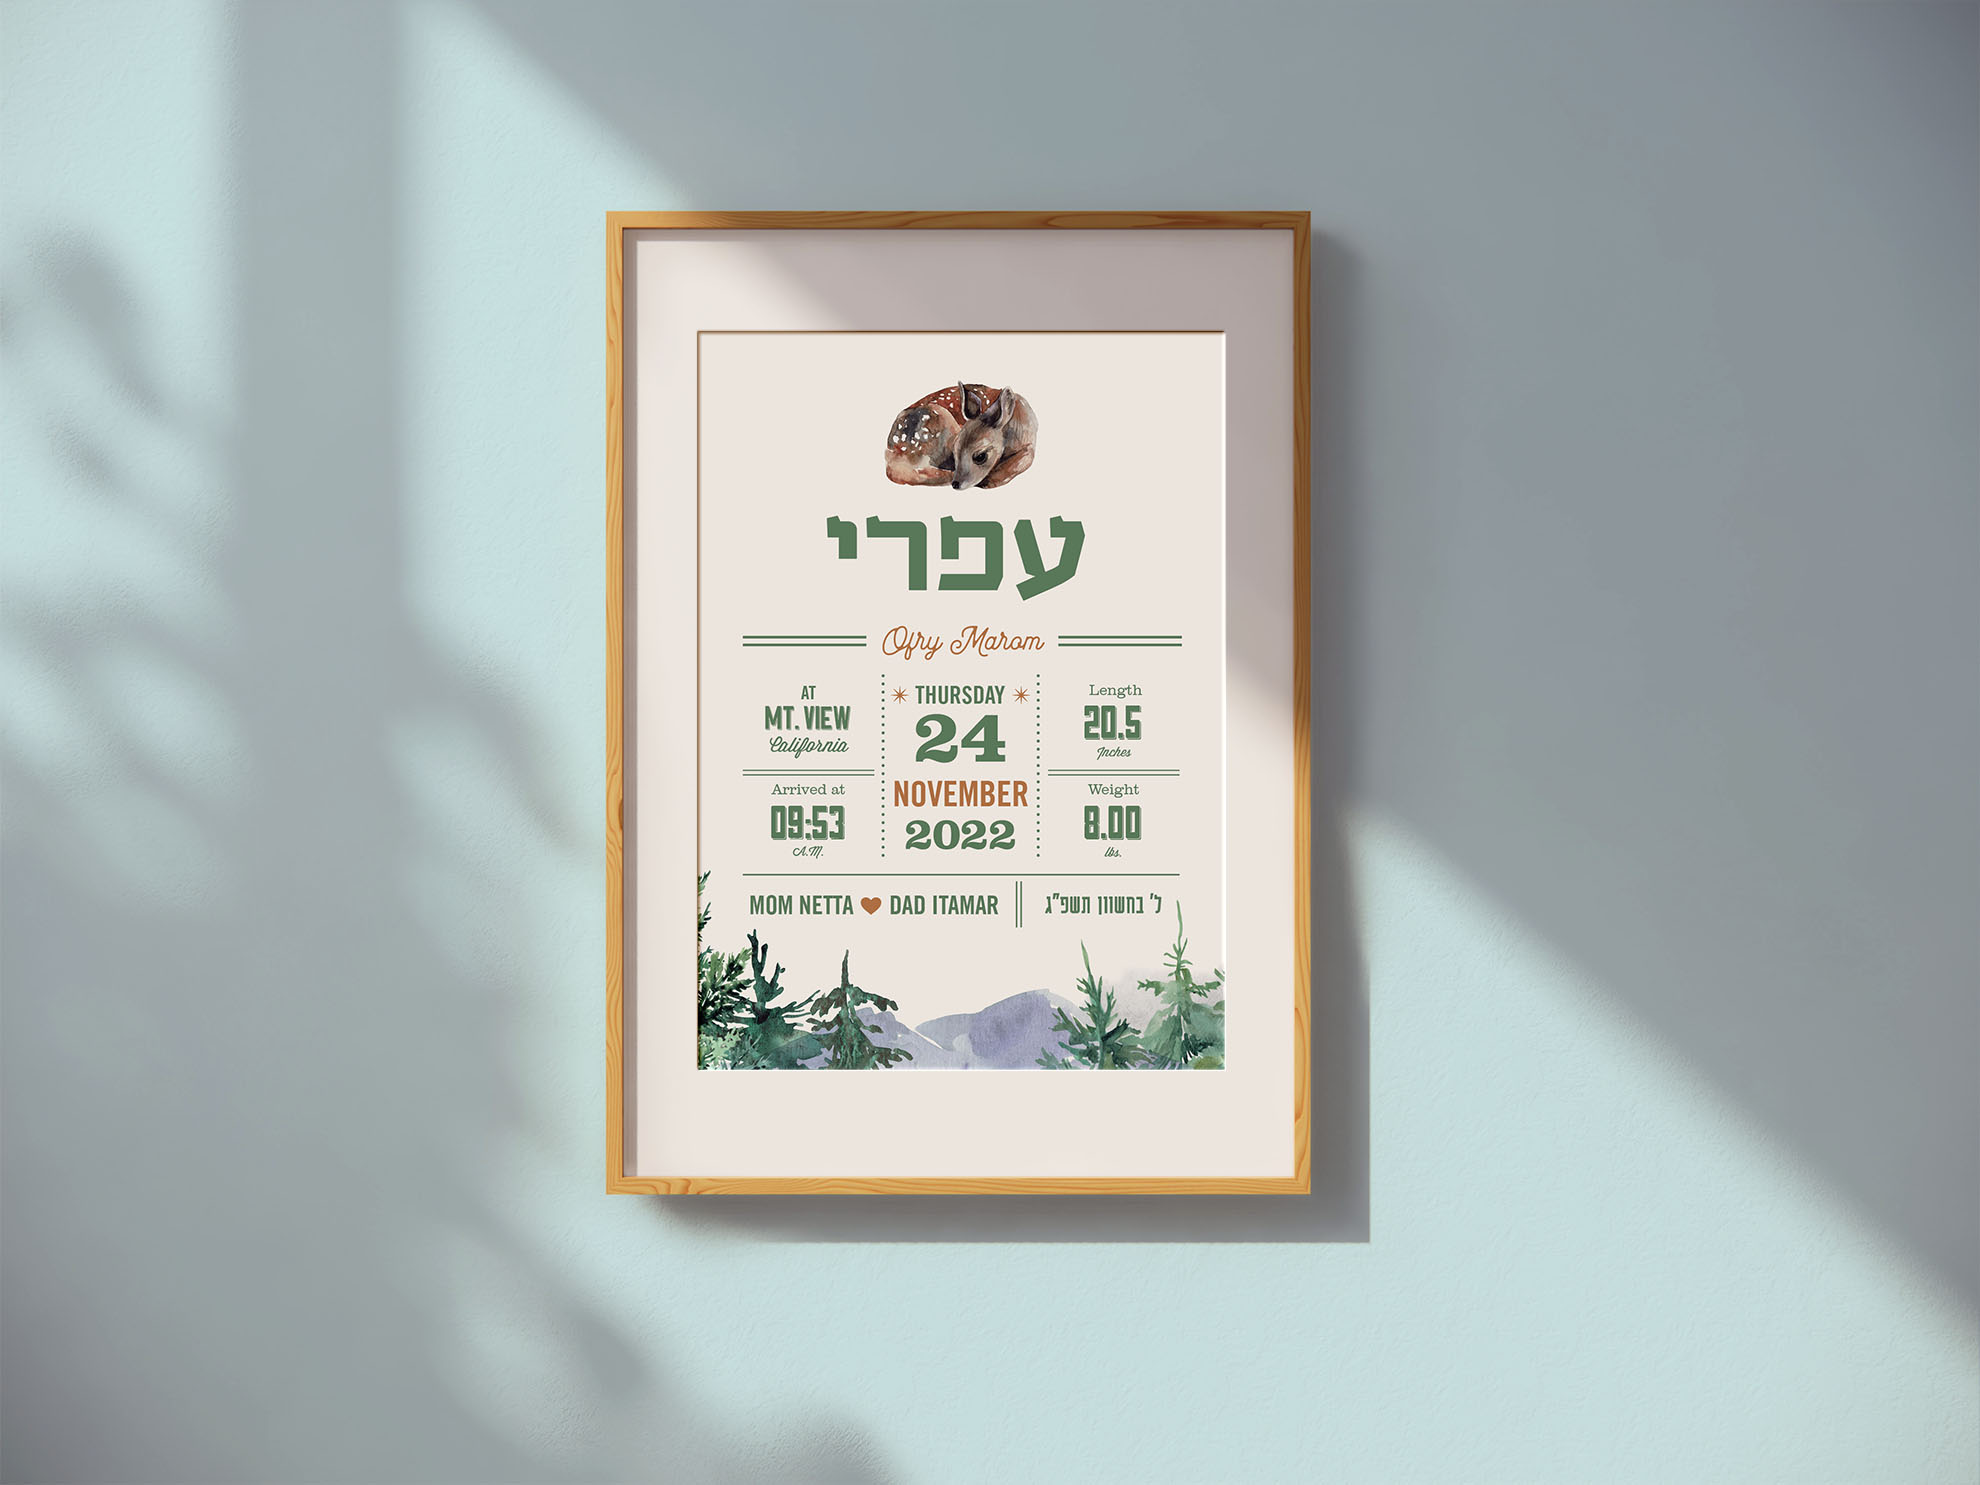 עפרי
Ofry Marom
AT
MT. VIEW
California
Arrived at
09:53
A.M.
THURSDAY
24
NOVEMBER
2022
Length
20.5
Inches
Weight
8.00
lbs.
MOM NETTA ❤ DAD ITAMAR
ל' בחשוון תשפ"ג